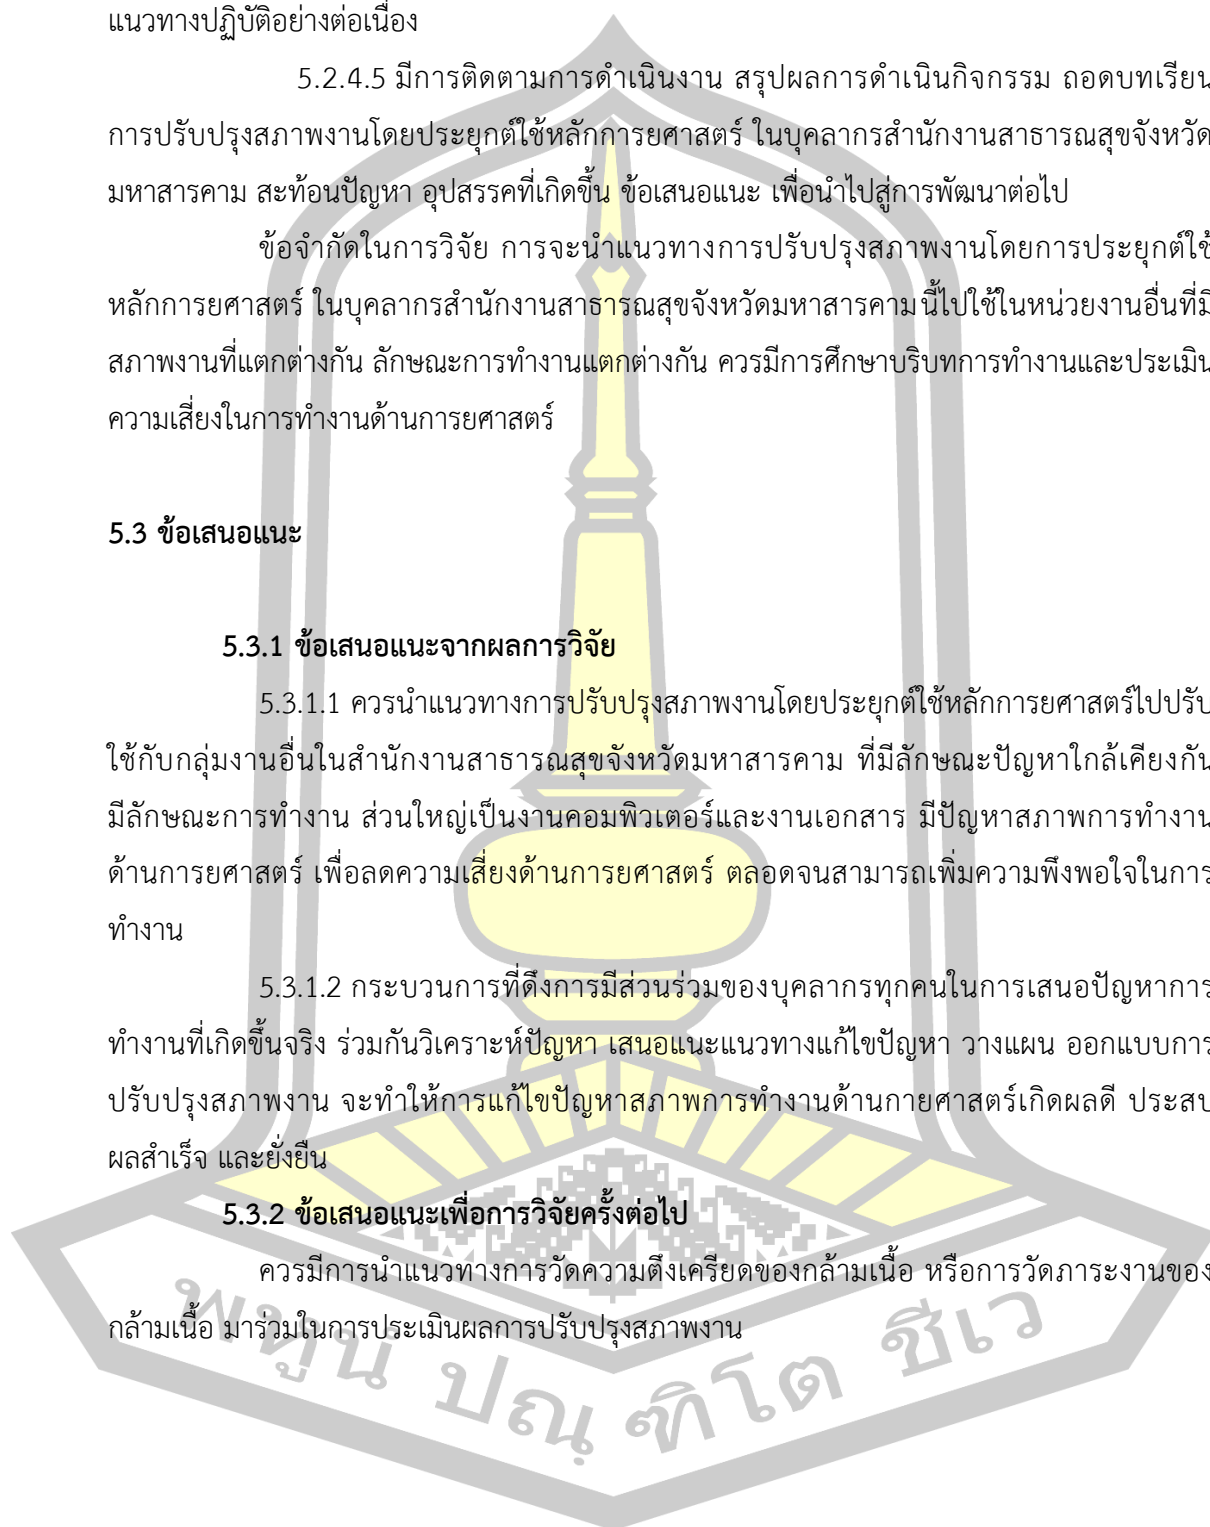 แนวทางปฏิบัติอย่างต่อเนื่อง
5.2.4.5 มีการติดตามการดำเนินงาน สรุปผลการดำเนินกิจกรรม ถอดบทเรียน
การปรับปรุงสภาพงานโดยประยุกต์ใช้หลักการยศาสตร์ ในบุคลากรสำนักงานสาธารณสุขจังหวัด
มหาสารคาม สะท้อนปัญหา อุปสรรคที่เกิดขึ้น ข้อเสนอแนะ เพื่อนำไปสู่การพัฒนาต่อไป
ข้อจำกัดในการวิจัย การจะนำแนวทางการปรับปรุงสภาพงานโดยการประยุกต์ใช้
หลักการยศาสตร์ ในบุคลากรสำนักงานสาธารณสุขจังหวัดมหาสารคามนี้ไปใช้ในหน่วยงานอื่นที่มี
สภาพงานที่แตกต่างกัน ลักษณะการทำงานแตกต่างกัน ควรมีการศึกษาบริบทการทำงานและประเมิน
ความเสี่ยงในการทำงานด้านการยศาสตร์
5.3 ข้อเสนอแนะ
5.3.1 ข้อเสนอแนะจากผลการวิจัย
5.3.1.1 ควรนำแนวทางการปรับปรุงสภาพงานโดยประยุกต์ใช้หลักการยศาสตร์ไปปรับ
ใช้กับกลุ่มงานอื่นในสำนักงานสาธารณสุขจังหวัดมหาสารคาม ที่มีลักษณะปัญหาใกล้เคียงกัน
มีลักษณะการทำงาน ส่วนใหญ่เป็นงานคอมพิวเตอร์และงานเอกสาร มีปัญหาสภาพการทำงาน
ด้านการยศาสตร์ เพื่อลดความเสี่ยงด้านการยศาสตร์ ตลอดจนสามารถเพิ่มความพึงพอใจในการ
ทำงาน
5.3.1.2 กระบวนการที่ดึงการมีส่วนร่วมของบุคลากรทุกคนในการเสนอปัญหาการ
ทำงานที่เกิดขึ้นจริง ร่วมกันวิเคราะห์ปัญหา เสนอแนะแนวทางแก้ไขปัญหา วางแผน ออกแบบการ
ปรับปรุงสภาพงาน จะทำให้การแก้ไขปัญหาสภาพการทำงานด้านกายศาสตร์เกิดผลดี ประสบ
ผลสำเร็จ และยั่งยืน
5.3.2 ข้อเสนอแนะเพื่อการวิจัยครั้งต่อไป
ควรมีการนำแนวทางการวัดความตึงเครียดของกล้ามเนื้อ หรือการวัดภาระงานของ
กล้ามเนื้อ มาร่วมในการประเมินผลการปรับปรุงสภาพงาน
พหูนํ ปณฺฑิโต ชีเว